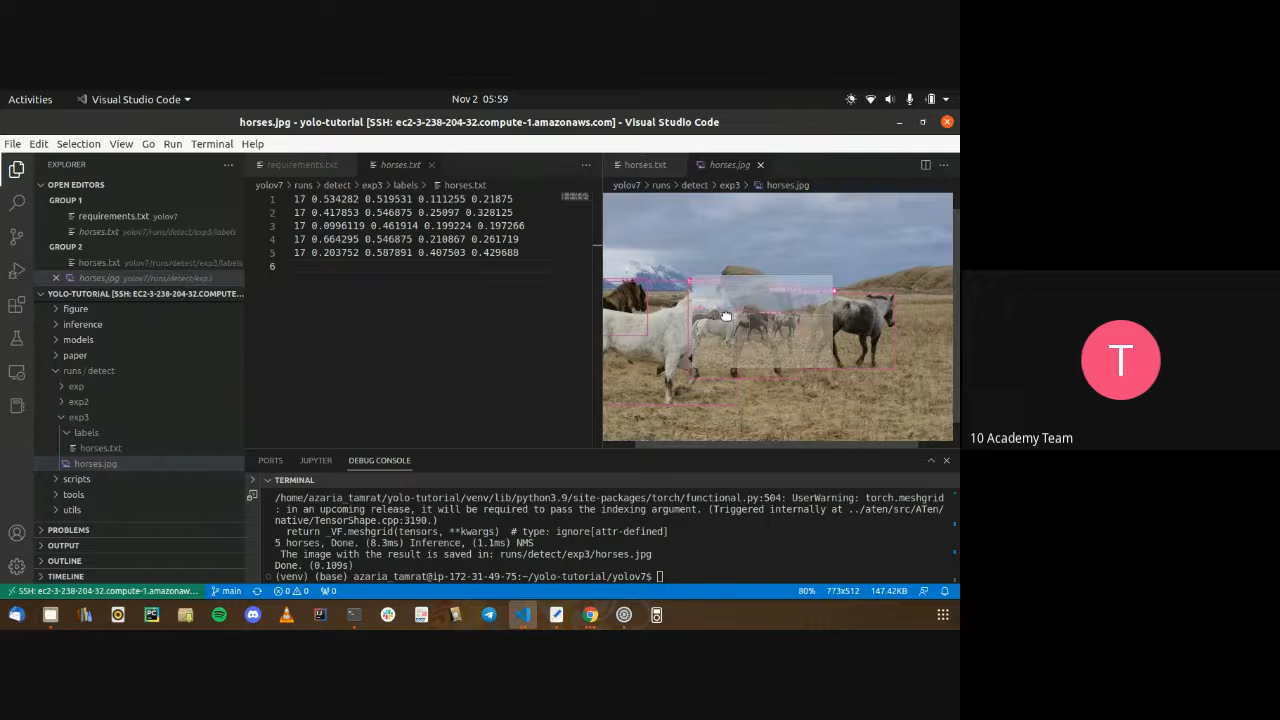 Activities
Visual Studio Code
Nov 2 05:59
horses.jpg - yolo-tutorial [SSH: ec2-3-238-204-32.compute-1.amazonaws.com] - Visual Studio Code
File Edit Selection View Go Run Terminal Help
EXPLORER
OPEN EDITORS
GROUP 1
requirements.txt yolov7
horses.txt yolov7/runs/detect/exp3/labels
GROUP 2
horses.txt yolov7/runs/detect/exp3/labels
horses.jpg yolov7/runs/detect/exp3
YOLO-TUTORIAL [SSH: EC2-3-238-204-32.COMPUTE...
figure
inference
models
paper
runs / detect
exp
exp2
exp3
labels
horses.txt
horses.jpg
scripts
tools
utils
PROBLEMS
OUTPUT
OUTLINE
TIMELINE
requirements.txt
horses.txt
yolov7 > runs > detect > exp3 > labels > horses.txt
1 17 0.534282 0.519531 0.111255 0.21875
2 17 0.417853 0.546875 0.25097 0.328125
3 17 0.0996119 0.461914 0.199224 0.197266
4 17 0.664295 0.546875 0.210867 0.261719
5 17 0.203752 0.587891 0.407503 0.429688
6
horses.txt
horses.jpg
yolov7 > runs > detect > exp3 > horses.jpg
PORTS JUPYTER DEBUG CONSOLE
TERMINAL
/home/azaria_tamrat/yolo-tutorial/venv/lib/python3.9/site-packages/torch/functional.py:504: UserWarning: torch.meshgrid
: in an upcoming release, it will be required to pass the indexing argument. (Triggered internally at ../aten/src/ATen/
native/TensorShape.cpp:3190.)
return _VF.meshgrid(tensors, **kwargs) # type: ignore[attr-defined]
5 horses, Done. (8.3ms) Inference, (1.1ms) NMS
The image with the result is saved in: runs/detect/exp3/horses.jpg
Done. (0.109s)
(venv) (base) azaria_tamrat@ip-172-31-49-75:~/yolo-tutorial/yolov7$
SSH: ec2-3-238-204-32.compute-1.amazonaw... main 0 0 0 80% 773x512 147.42KB
T
10 Academy Team